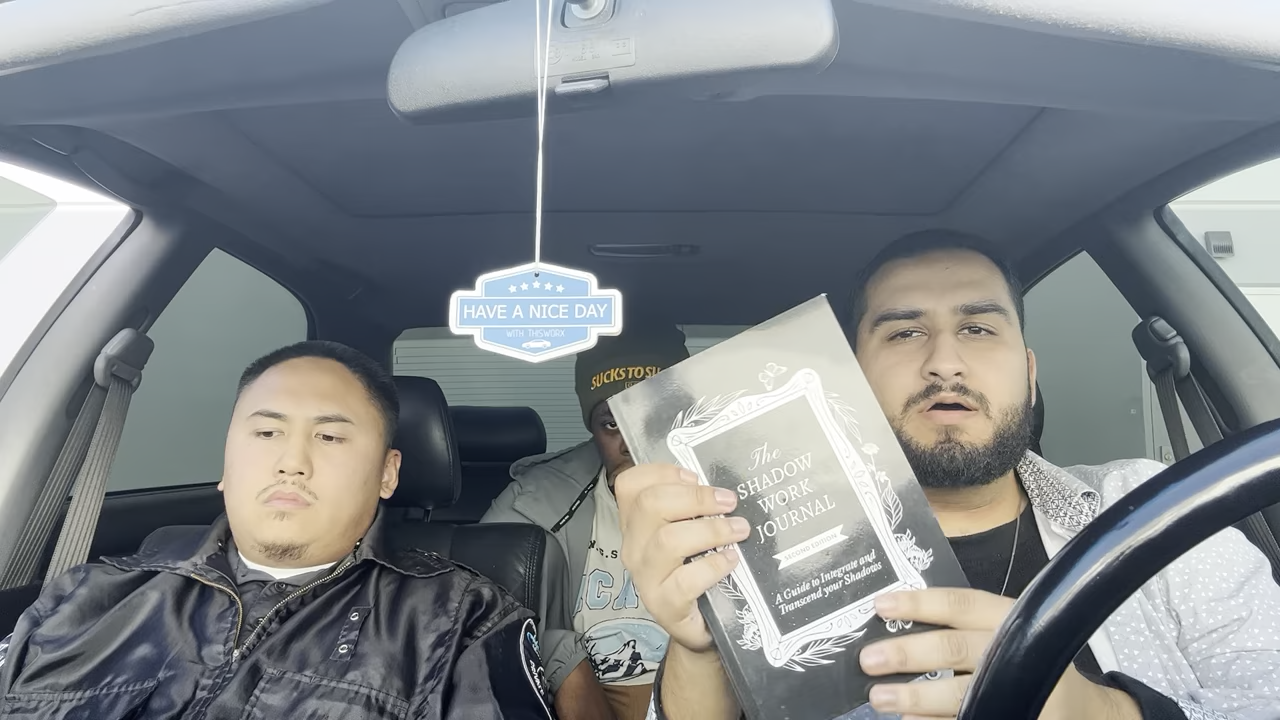 HAVE A NICE DAY
WITH THISWORX
SUCKS TO SU
The
SHADOW
WORK
JOURNAL
SECOND EDITION
A Guide to Integrate and
Transcend your Shadows